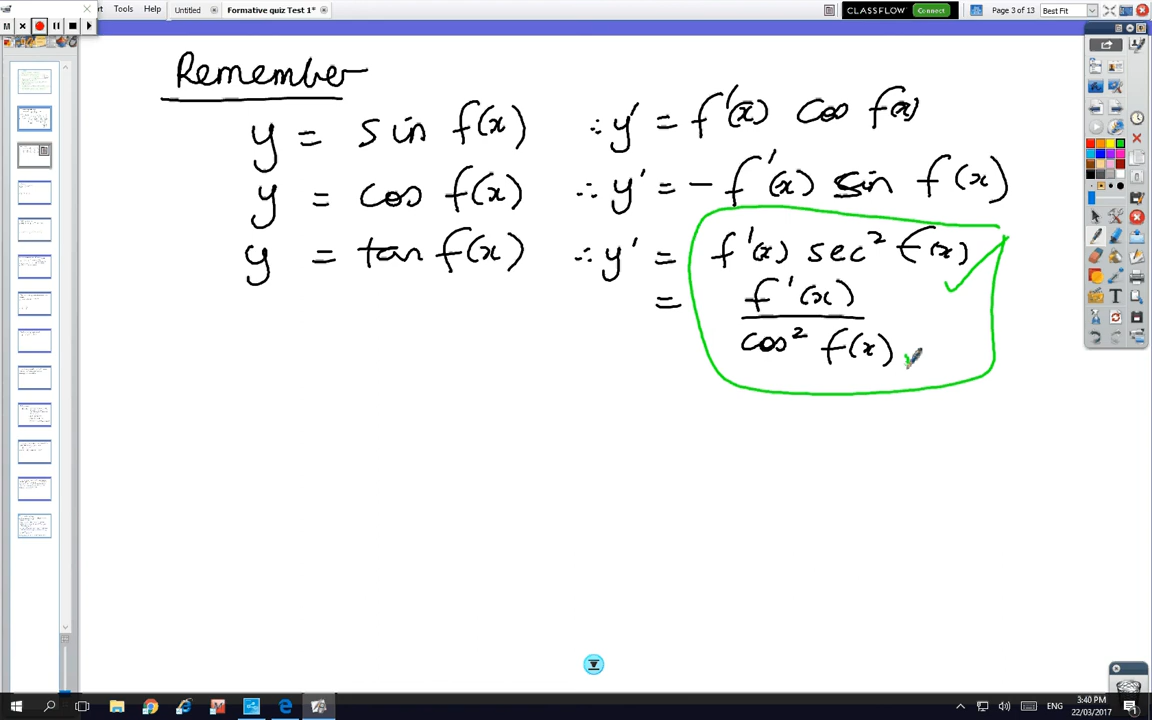 Tools Help Untitled Formative quiz Test 1* CLASSFLOW Connect Page 3 of 13 Best Fit
Remember
y = sin f(x) ∴ y' = f'(x) cos f(x)
y = cos f(x) ∴ y' = - f'(x) sin f(x)
y = tan f(x) ∴ y' = f'(x) sec² f(x)
= f'(x)
cos² f(x)
ENG 3:40 PM
22/03/2017